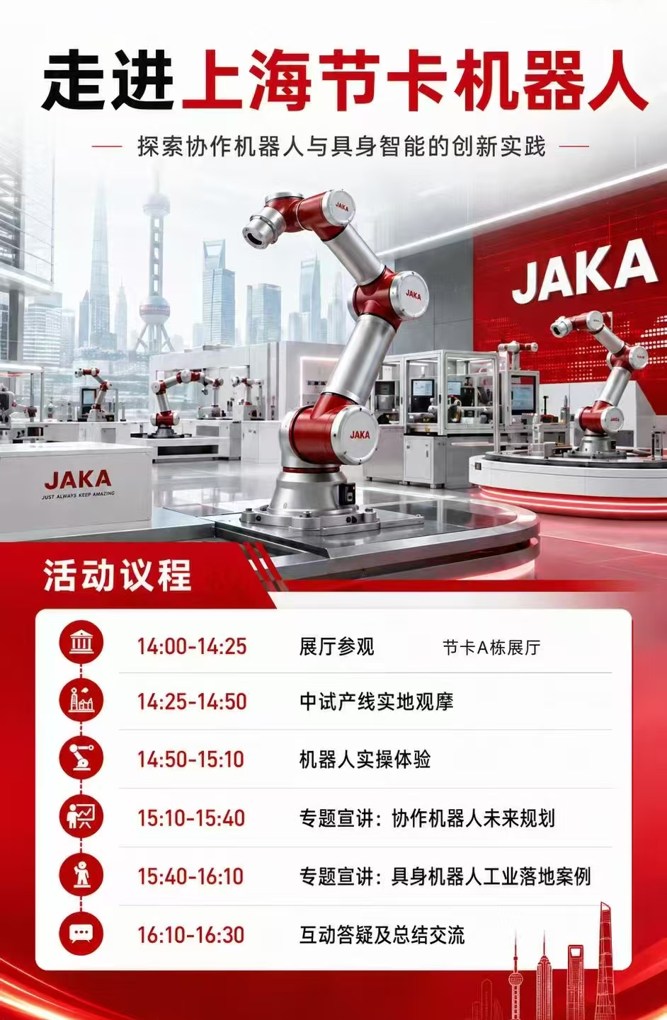 走进上海节卡机器人
探索协作机器人与具身智能的创新实践
JAKA
JAKA
JAKA
JAKA
JAKA
JAKA
JUST ALWAYS KEEP AMAZING
活动议程
14:00-14:25 展厅参观 节卡A栋展厅
14:25-14:50 中试产线实地观摩
14:50-15:10 机器人实操体验
15:10-15:40 专题宣讲：协作机器人未来规划
15:40-16:10 专题宣讲：具身机器人工业落地案例
16:10-16:30 互动答疑及总结交流